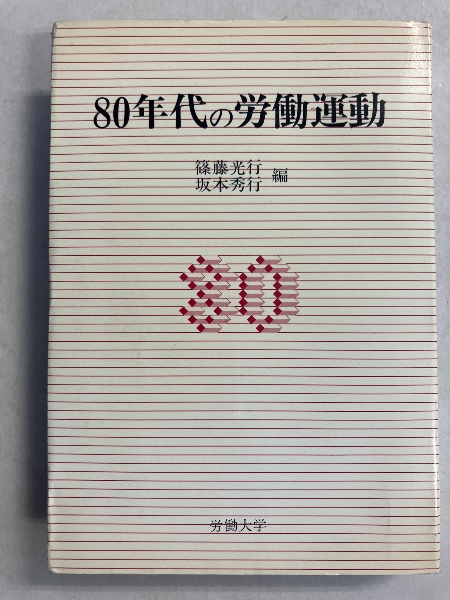 80年代の労働運動
篠藤光行
坂本秀行
編
80
労働大学